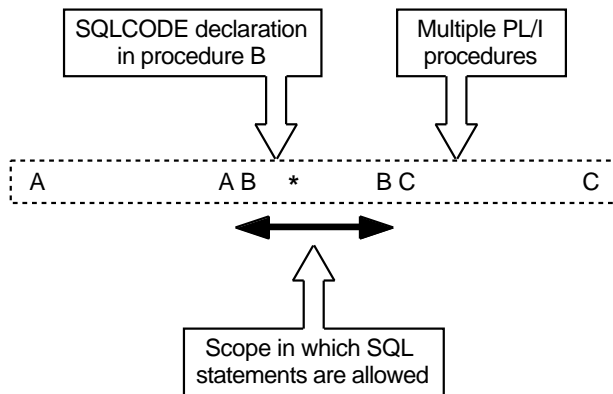 SQLCODE declaration
in procedure B
Multiple PL/I
procedures
A A B * B C C
Scope in which SQL
statements are allowed